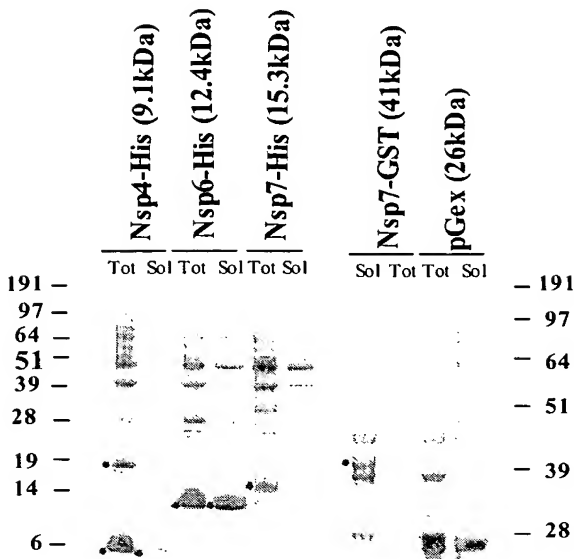 Nsp4-His (9.1kDa)
Nsp6-His (12.4kDa)
Nsp7-His (15.3kDa)
Nsp7-GST (41kDa)
pGex (26kDa)
Tot Sol Tot Sol Tot Sol Sol Tot Tot Sol
191 –
97 –
64 –
51 –
39 –
28 –
19 –
14 –
6 –
– 191
– 97
– 64
– 51
– 39
– 28